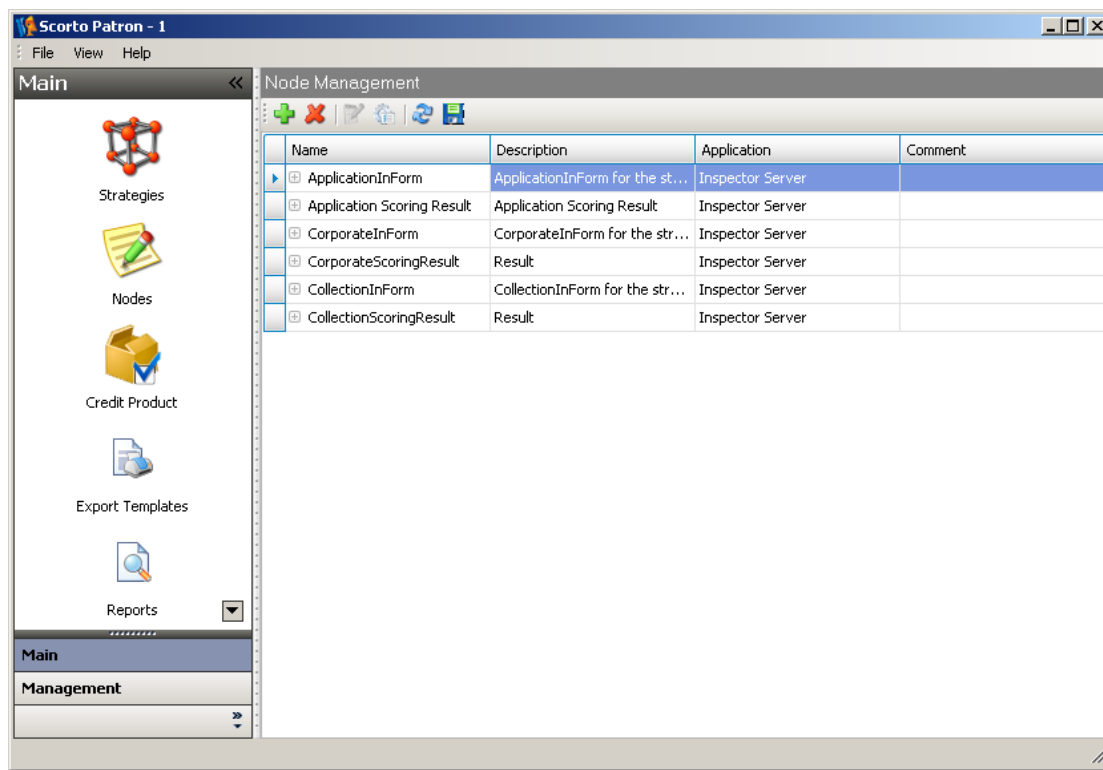 Scorto Patron - 1
File View Help
Main
Node Management
Name Description Application Comment
ApplicationInForm ApplicationInForm for the st... Inspector Server
Application Scoring Result Application Scoring Result Inspector Server
CorporateInForm CorporateInForm for the str... Inspector Server
CorporateScoringResult Result Inspector Server
CollectionInForm CollectionInForm for the str... Inspector Server
CollectionScoringResult Result Inspector Server
Strategies
Nodes
Credit Product
Export Templates
Reports
Main
Management